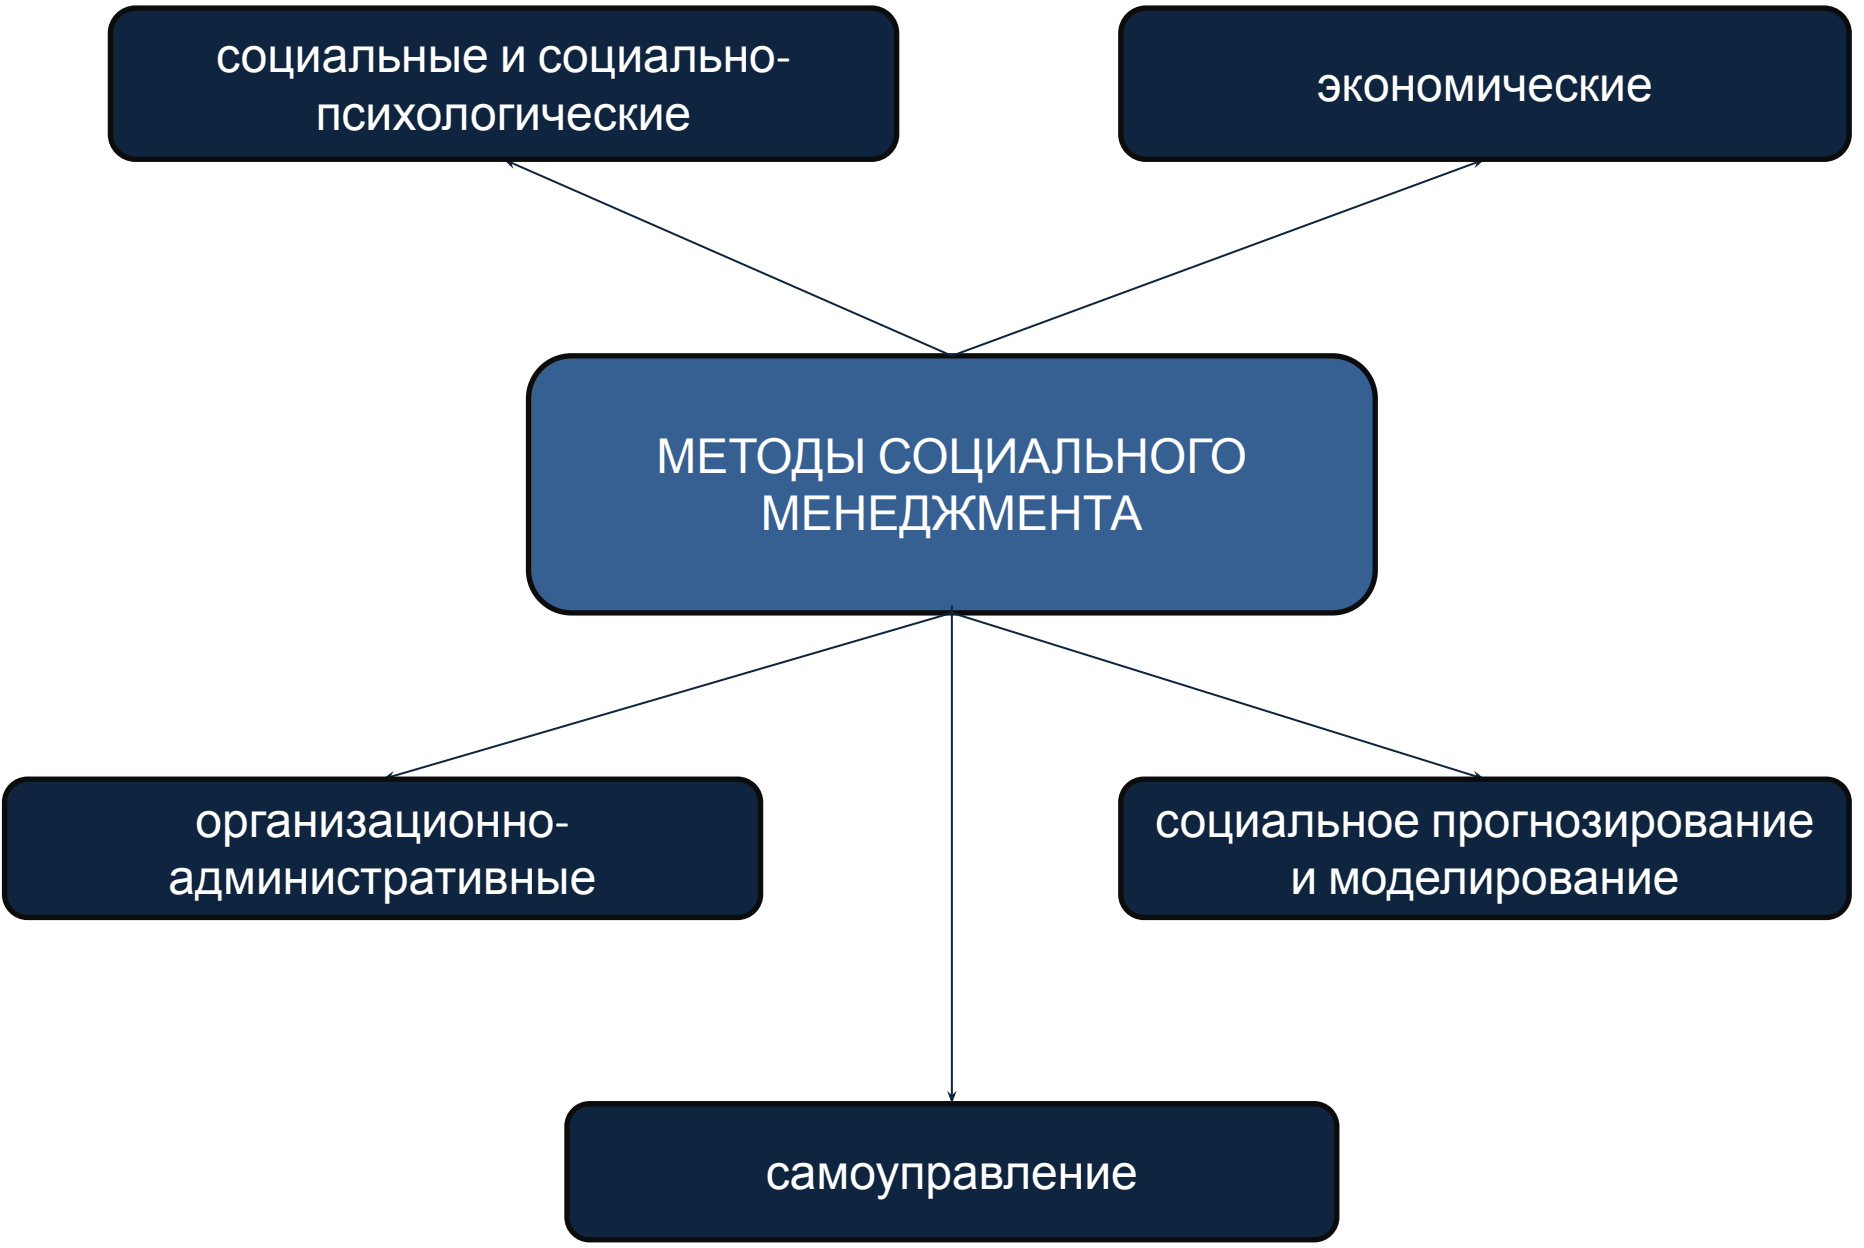 социальные и социально-
психологические
экономические
МЕТОДЫ СОЦИАЛЬНОГО
МЕНЕДЖМЕНТА
организационно-
административные
социальное прогнозирование
и моделирование
самоуправление